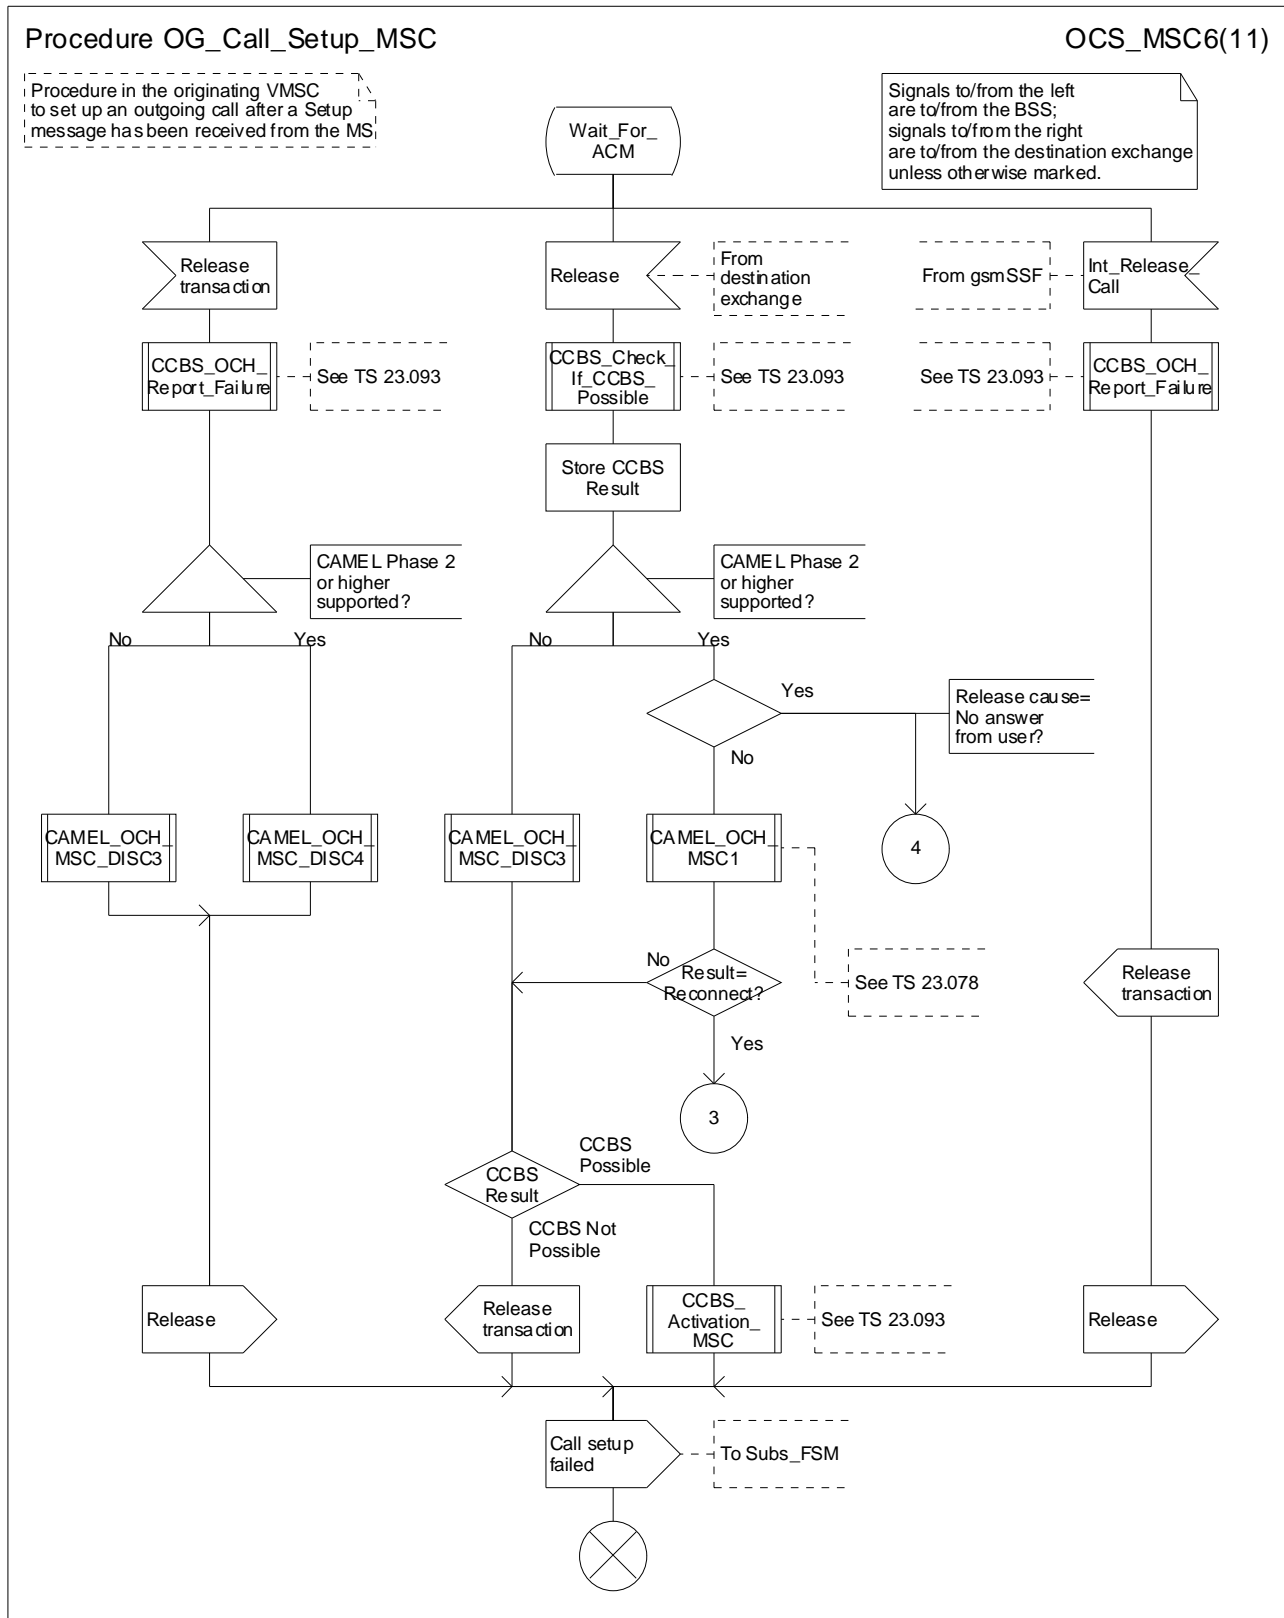 Procedure OG_Call_Setup_MSC
OCS_MSC6(11)
Procedure in the originating VMSC
to set up an outgoing call after a Setup
message has been received from the MS
Signals to/from the left
are to/from the BSS;
signals to/from the right
are to/from the destination exchange
unless otherwise marked.
Wait_For_
ACM
Release
transaction
Release
From
destination
exchange
From gsmSSF
Int_Release_
Call
CCBS_OCH_
Report_Failure
See TS 23.093
CCBS_Check_
If_CCBS_
Possible
See TS 23.093
See TS 23.093
CCBS_OCH_
Report_Failure
Store CCBS
Result
CAMEL Phase 2
or higher
supported?
CAMEL Phase 2
or higher
supported?
No
Yes
No
Yes
Yes
Release cause=
No answer
from user?
No
CAMEL_OCH_
MSC_DISC3
CAMEL_OCH_
MSC_DISC4
CAMEL_OCH_
MSC_DISC3
CAMEL_OCH_
MSC1
4
No
Result=
Reconnect?
See TS 23.078
Release
transaction
Yes
3
CCBS
Possible
CCBS
Result
CCBS Not
Possible
Release
Release
transaction
CCBS_
Activation_
MSC
See TS 23.093
Release
Call setup
failed
To Subs_FSM